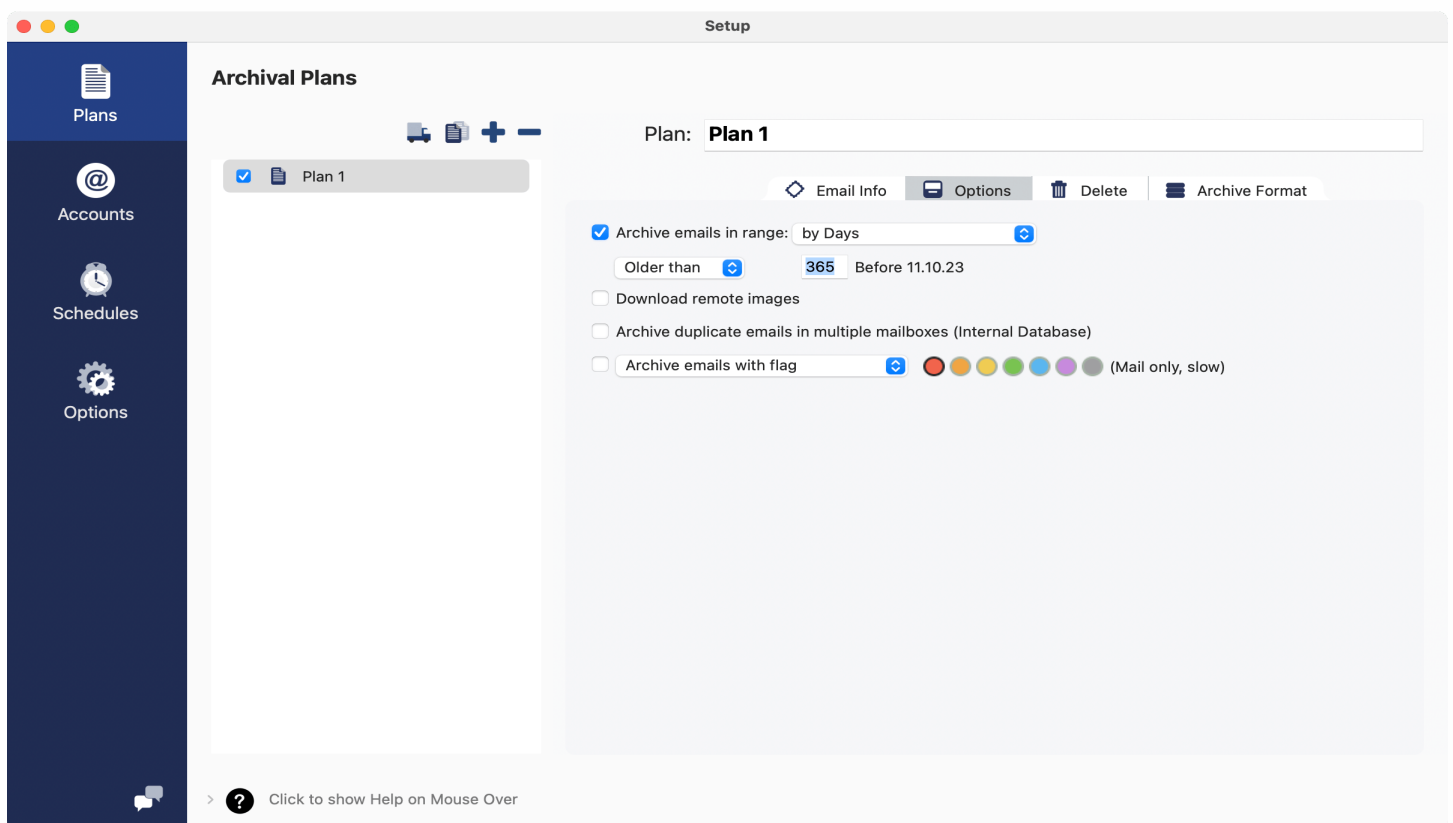 Setup
Plans
Accounts
Schedules
Options
Archival Plans
Plan 1
Plan: Plan 1
Email Info Options Delete Archive Format
Archive emails in range: by Days
Older than 365 Before 11.10.23
Download remote images
Archive duplicate emails in multiple mailboxes (Internal Database)
Archive emails with flag (Mail only, slow)
? Click to show Help on Mouse Over